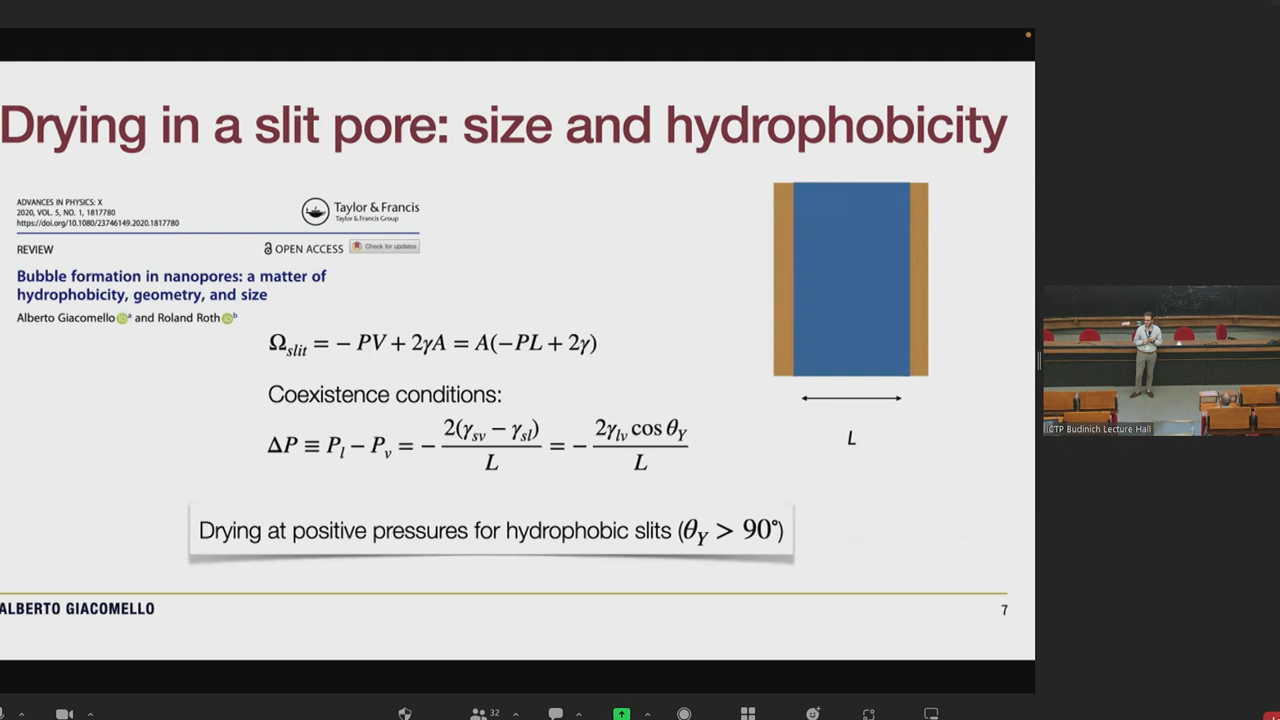 Drying in a slit pore: size and hydrophobicity
ADVANCES IN PHYSICS: X
2020, VOL. 5, NO. 1, 1817780
https://doi.org/10.1080/23746149.2020.1817780
Taylor & Francis
Taylor & Francis Group
REVIEW
OPEN ACCESS
Check for updates
Bubble formation in nanopores: a matter of
hydrophobicity, geometry, and size
Alberto Giacomello a and Roland Roth b
Ω_slit = − PV + 2γA = A(−PL + 2γ)
Coexistence conditions:
ΔP ≡ P_l − P_v = − 2(γ_sv − γ_sl) / L = − 2γ_lv cos θ_Y / L
L
Drying at positive pressures for hydrophobic slits (θ_Y > 90°)
ALBERTO GIACOMELLO
7
ICTP Budinich Lecture Hall
32